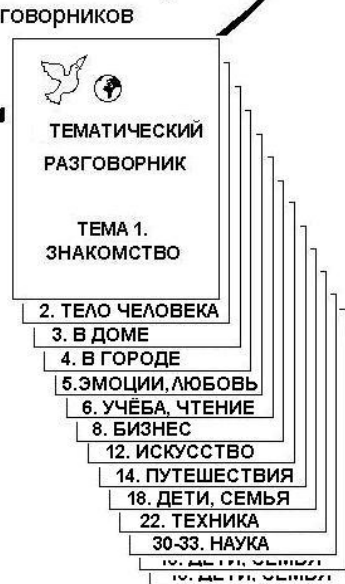 говорников
ТЕМАТИЧЕСКИЙ
РАЗГОВОРНИК
ТЕМА 1.
ЗНАКОМСТВО
2. ТЕЛО ЧЕЛОВЕКА
3. В ДОМЕ
4. В ГОРОДЕ
5.ЭМОЦИИ,ЛЮБОВЬ
6. УЧЁБА, ЧТЕНИЕ
8. БИЗНЕС
12. ИСКУССТВО
14. ПУТЕШЕСТВИЯ
18. ДЕТИ, СЕМЬЯ
22. ТЕХНИКА
30-33. НАУКА